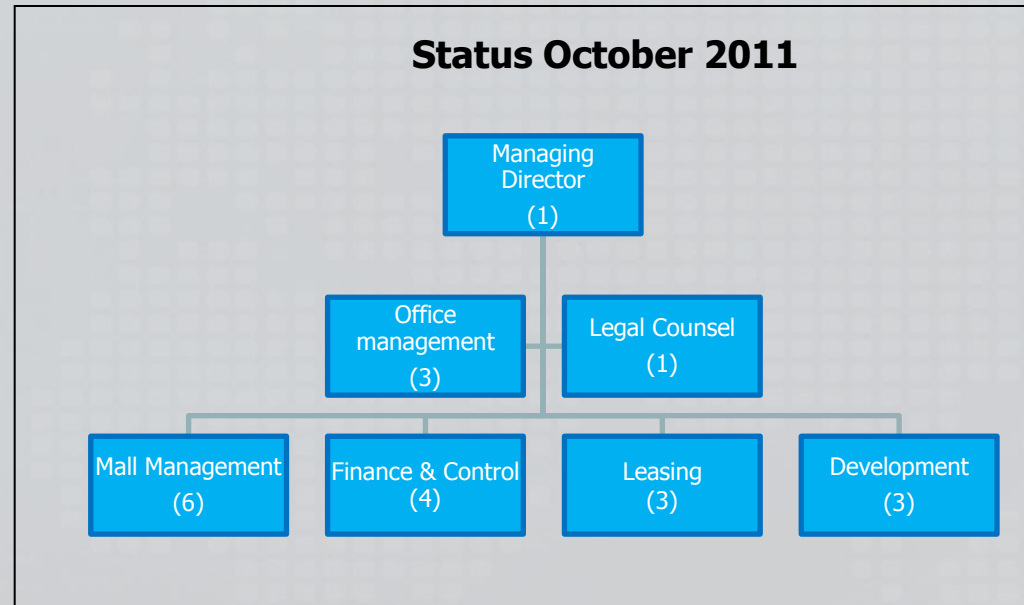 Status October 2011
Managing
Director
(1)
Office
management
(3)
Legal Counsel
(1)
Mall Management
(6)
Finance & Control
(4)
Leasing
(3)
Development
(3)